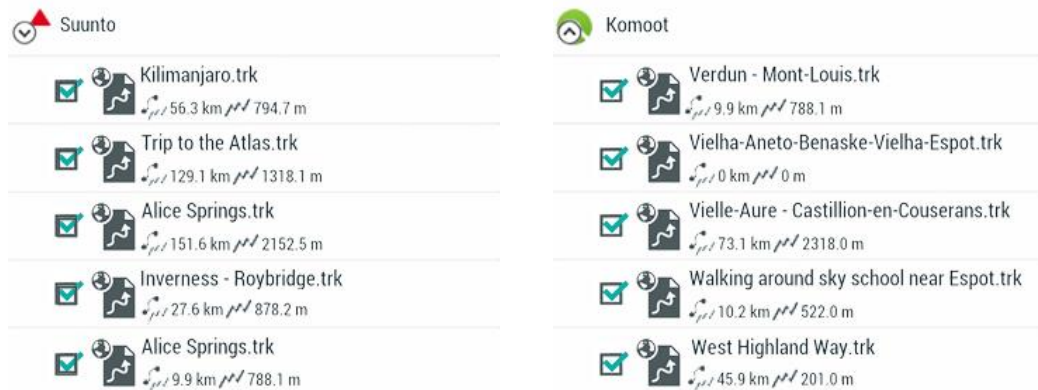 Suunto
Kilimanjaro.trk
56.3 km 794.7 m
Trip to the Atlas.trk
129.1 km 1318.1 m
Alice Springs.trk
151.6 km 2152.5 m
Inverness - Roybridge.trk
27.6 km 878.2 m
Alice Springs.trk
9.9 km 788.1 m
Komoot
Verdun - Mont-Louis.trk
9.9 km 788.1 m
Vielha-Aneto-Benaske-Vielha-Espot.trk
0 km 0 m
Vielle-Aure - Castillion-en-Couserans.trk
73.1 km 2318.0 m
Walking around sky school near Espot.trk
10.2 km 522.0 m
West Highland Way.trk
45.9 km 201.0 m